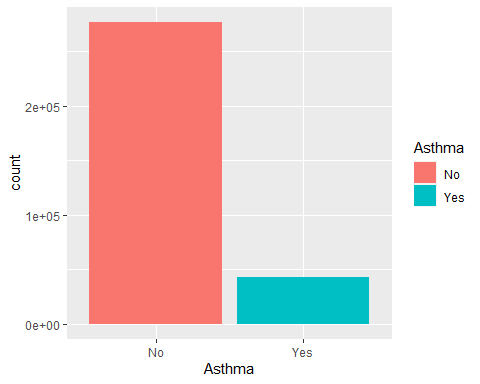 2e+05
1e+05
0e+00
count
No
Yes
Asthma
Asthma
No
Yes